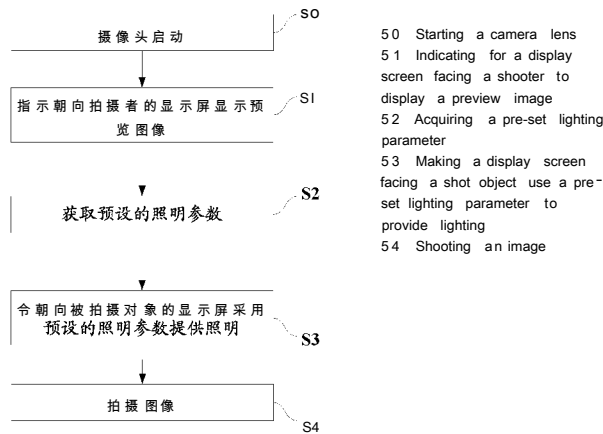 S0
摄像头启动
S1
指示朝向拍摄者的显示屏显示预
览图像
S2
获取预设的照明参数
令朝向被拍摄对象的显示屏采用
预设的照明参数提供照明
S3
拍摄图像
S4
50 Starting a camera lens
51 Indicating for a display
screen facing a shooter to
display a preview image
52 Acquiring a pre-set lighting
parameter
53 Making a display screen
facing a shot object use a pre-
set lighting parameter to
provide lighting
54 Shooting an image